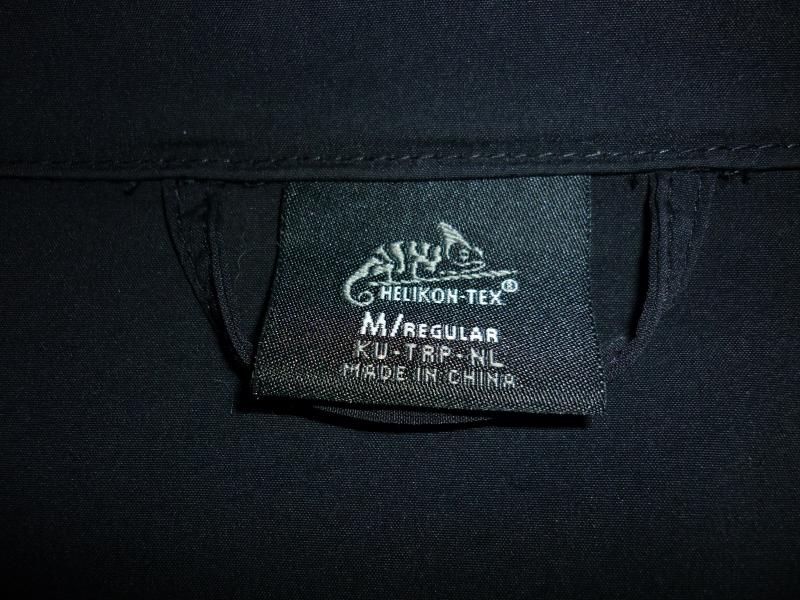 HELIKON-TEX®
M/REGULAR
KU-TRP-NL
MADE IN CHINA